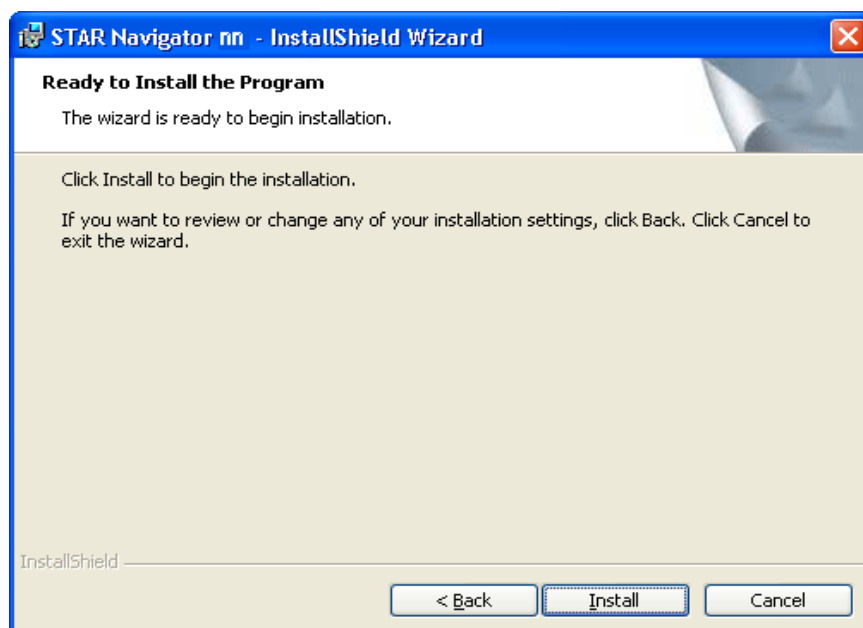 STAR Navigator nn - InstallShield Wizard
Ready to Install the Program
The wizard is ready to begin installation.
Click Install to begin the installation.
If you want to review or change any of your installation settings, click Back. Click Cancel to
exit the wizard.
InstallShield
< Back
Install
Cancel